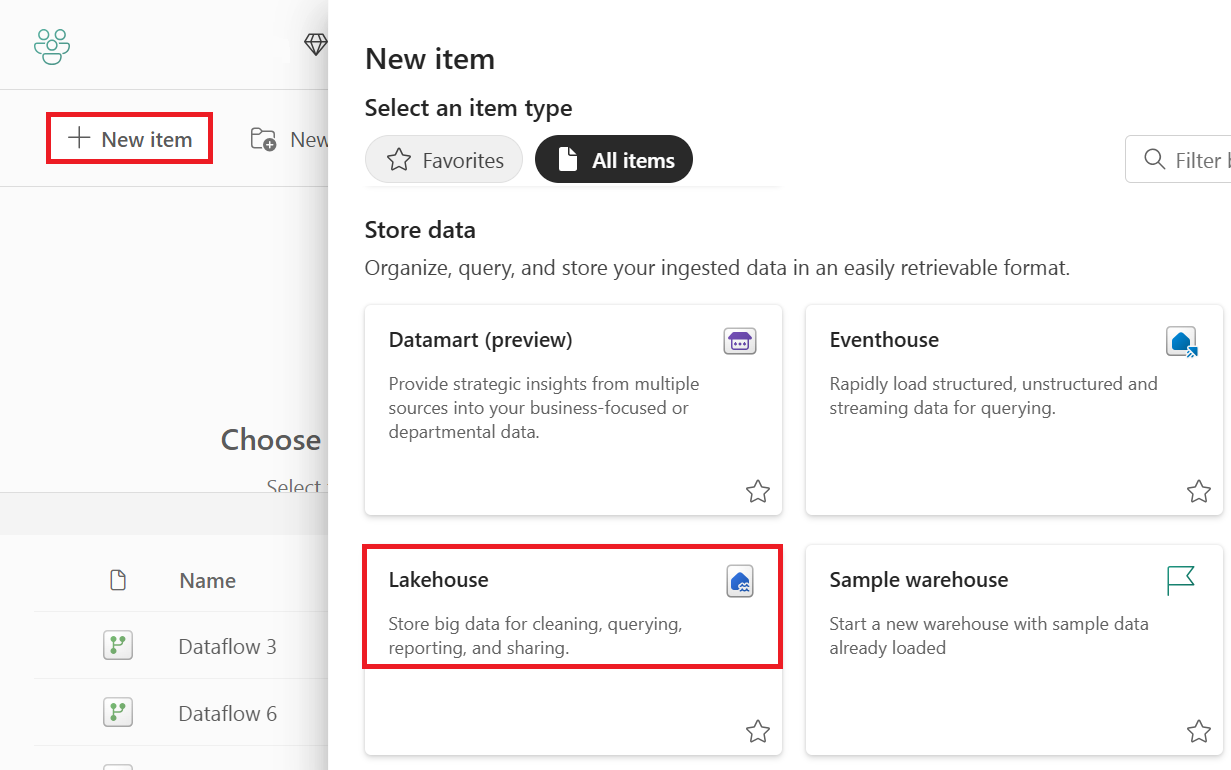 New item
New
Choose
Select
Name
Dataflow 3
Dataflow 6
New item
Select an item type
Favorites
All items
Filter
Store data
Organize, query, and store your ingested data in an easily retrievable format.
Datamart (preview)
Provide strategic insights from multiple
sources into your business-focused or
departmental data.
Eventhouse
Rapidly load structured, unstructured and
streaming data for querying.
Lakehouse
Store big data for cleaning, querying,
reporting, and sharing.
Sample warehouse
Start a new warehouse with sample data
already loaded